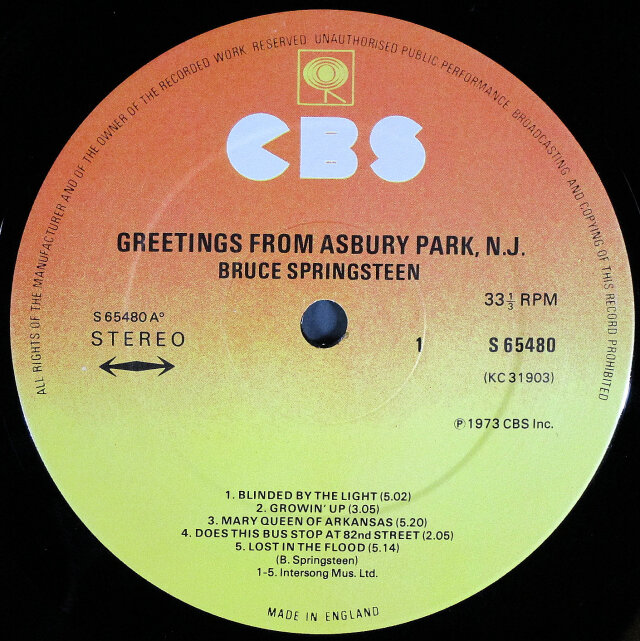 ALL RIGHTS OF THE MANUFACTURER AND OF THE OWNER OF THE RECORDED WORK RESERVED. UNAUTHORISED PUBLIC PERFORMANCE BROADCASTING AND COPYING OF THIS RECORD PROHIBITED
CBS
GREETINGS FROM ASBURY PARK, N.J.
BRUCE SPRINGSTEEN
33⅓ RPM
S 65480 A°
STEREO
1
S 65480
(KC 31903)
℗ 1973 CBS Inc.
1. BLINDED BY THE LIGHT (5.02)
2. GROWIN' UP (3.05)
3. MARY QUEEN OF ARKANSAS (5.20)
4. DOES THIS BUS STOP AT 82nd STREET (2.05)
5. LOST IN THE FLOOD (5.14)
(B. Springsteen)
1-5. Intersong Mus. Ltd.
MADE IN ENGLAND